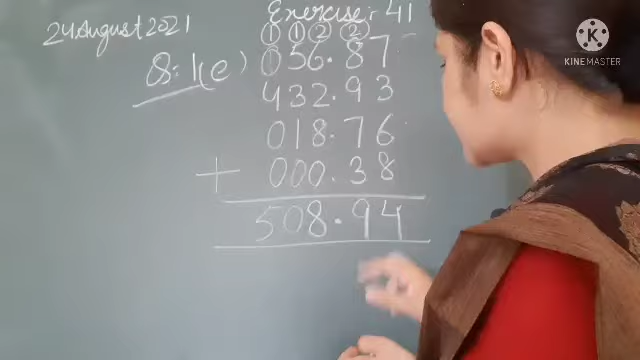 Exercise:- 41
24 August 2021
1 1 2 2
Q. 1(e) 056.87
432.93
018.76
+ 000.38
508.94
KINEMASTER